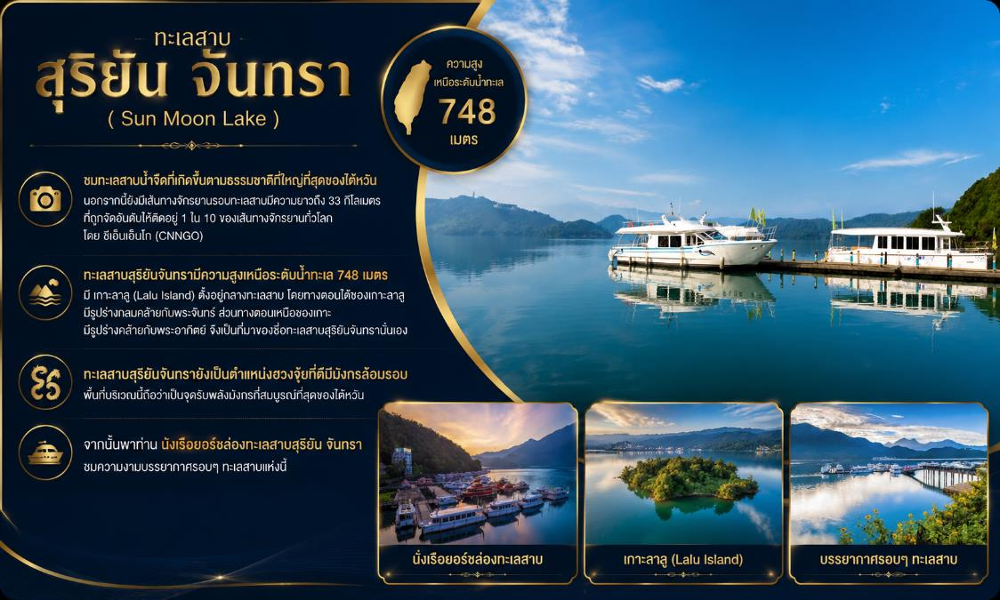 ทะเลสาบ
สุริยัน จันทรา
( Sun Moon Lake )
ความสูง
เหนือระดับน้ำทะเล
748
เมตร
ชมทะเลสาบน้ำจืดที่เกิดขึ้นตามธรรมชาติที่ใหญ่ที่สุดของไต้หวัน
นอกรากนี้ยังมีเส้นทางจักรยานรอบทะเลสาบมีความยาวถึง 33 กิโลเมตร
ที่ถูกจัดอันดับให้ติดอยู่ 1 ใน 10 ของเส้นทางจักรยานทั่วโลก
โดย ซีเอ็นเอ็นโก (CNNGO)
ทะเลสาบสุริยันจันทรามีความสูงเหนือระดับน้ำทะเล 748 เมตร
มี เกาะลาลู (Lalu Island) ตั้งอยู่กลางทะเลสาบ โดยทางตอนใต้ของเกาะลาลู
มีรูปร่างกลมคล้ายกับพระจันทร์ ส่วนทางตอนเหนือของเกาะ
มีรูปร่างคล้ายกับพระอาทิตย์ จึงเป็นที่มาของชื่อทะเลสาบสุริยันจันทรานั่นเอง
ทะเลสาบสุริยันจันทรายังเป็นตำแหน่งฮวงจุ้ยที่ดีมีมังกรล้อมรอบ
พื้นที่บริเวณนี้ถือว่าเป็นจุดรับพลังมังกรที่สมบูรณ์ที่สุดของไต้หวัน
จากนั้นพาท่าน นั่งเรือยอร์ชล่องทะเลสาบสุริยัน จันทรา
ชมความงามบรรยากาศรอบๆ ทะเลสาบแห่งนี้
นั่งเรือยอร์ชล่องทะเลสาบ
เกาะลาลู (Lalu Island)
บรรยากาศรอบๆ ทะเลสาบ